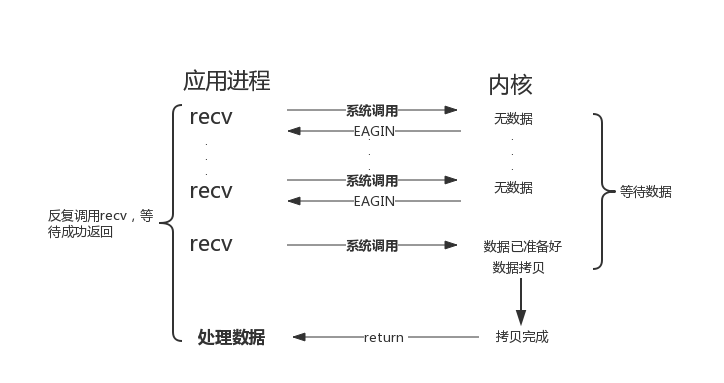 应用进程
内核
recv
系统调用
无数据
EAGIN
recv
系统调用
无数据
EAGIN
等待数据
反复调用recv，等
待成功返回
recv
系统调用
数据已准备好
数据拷贝
处理数据
return
拷贝完成